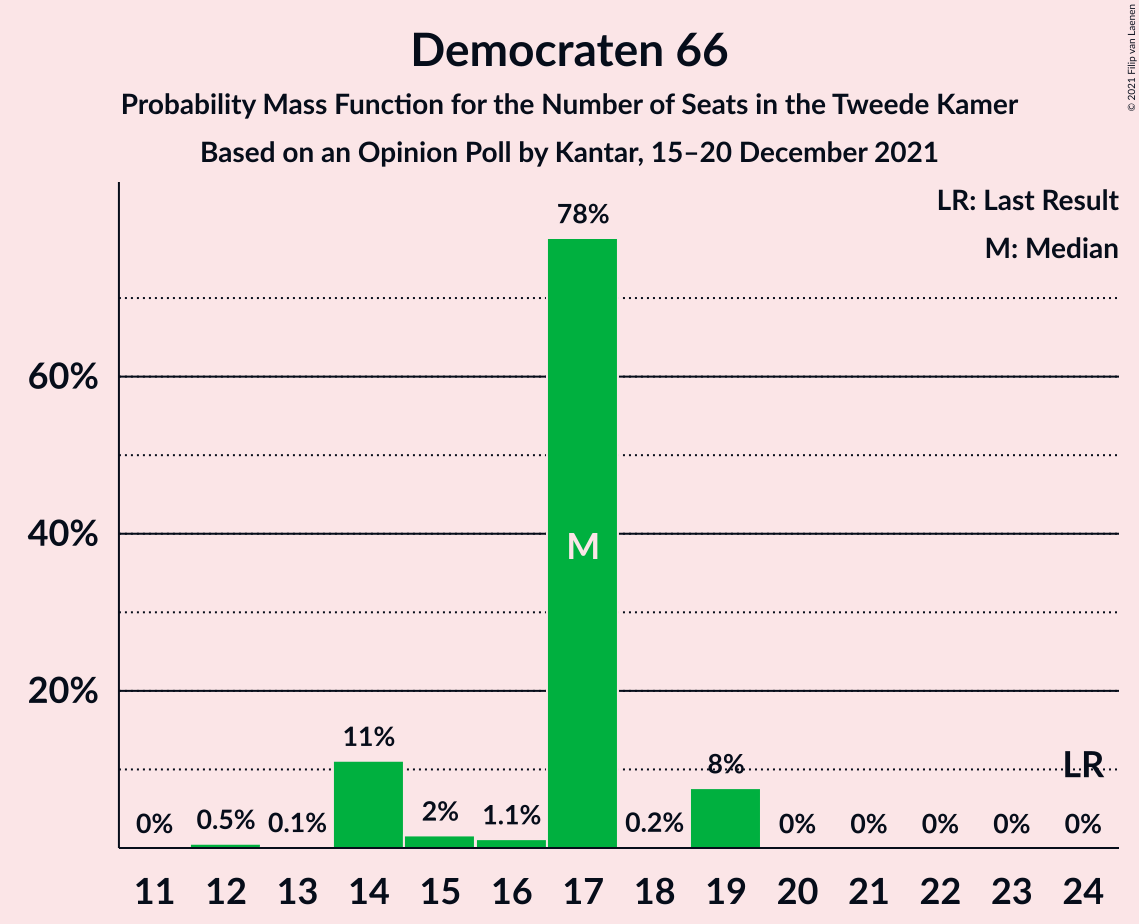 Democraten 66
Probability Mass Function for the Number of Seats in the Tweede Kamer
Based on an Opinion Poll by Kantar, 15–20 December 2021
© 2021 Filip van Laenen
LR: Last Result
M: Median
78%
60%
40%
M
20%
11%
8%
LR
0%
0.5%
0.1%
2%
1.1%
0.2%
0%
0%
0%
0%
0%
11 12 13 14 15 16 17 18 19 20 21 22 23 24